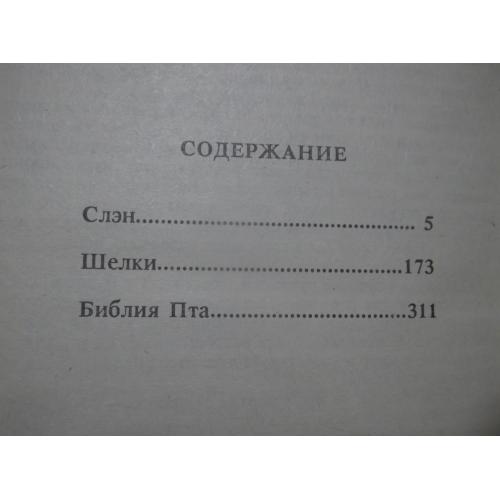 СОДЕРЖАНИЕ
Слэн............................................ 5
Шелки.......................................173
Библия Пта...............................311